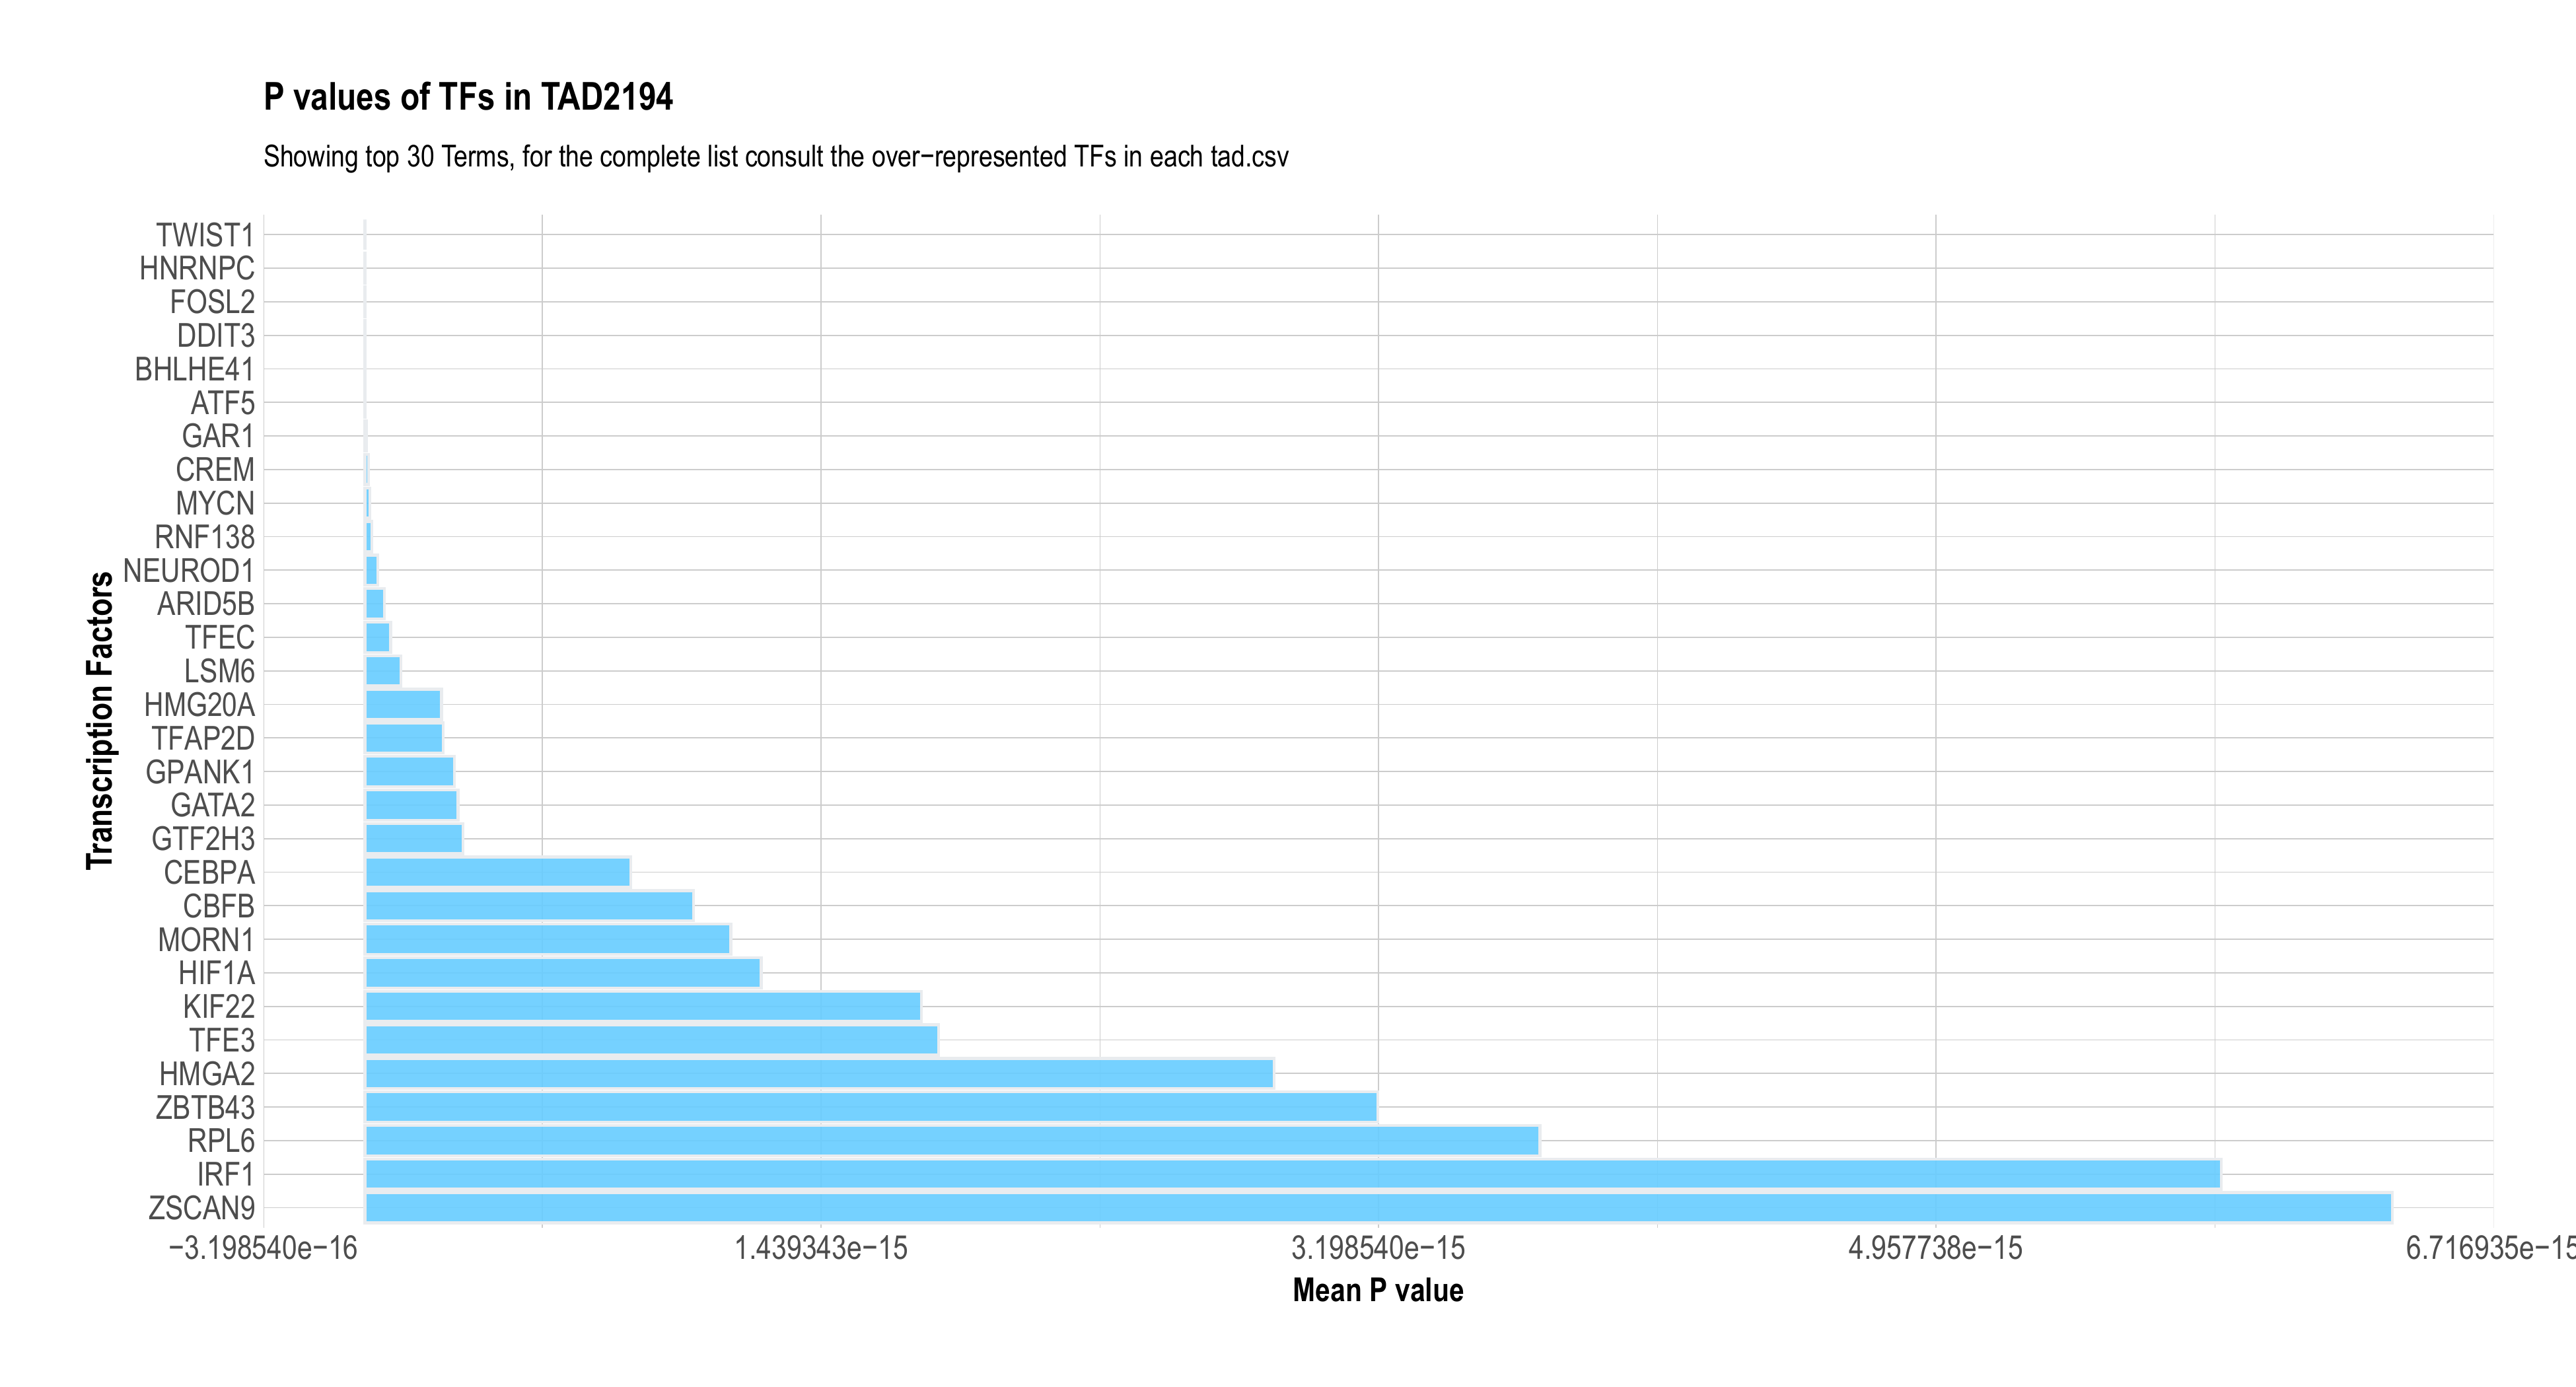 P values of TFs in TAD2194
Showing top 30 Terms, for the complete list consult the over−represented TFs in each tad.csv
Transcription Factors
TWIST1
HNRNPC
FOSL2
DDIT3
BHLHE41
ATF5
GAR1
CREM
MYCN
RNF138
NEUROD1
ARID5B
TFEC
LSM6
HMG20A
TFAP2D
GPANK1
GATA2
GTF2H3
CEBPA
CBFB
MORN1
HIF1A
KIF22
TFE3
HMGA2
ZBTB43
RPL6
IRF1
ZSCAN9
−3.198540e−16 1.439343e−15 3.198540e−15 4.957738e−15 6.716935e−15
Mean P value